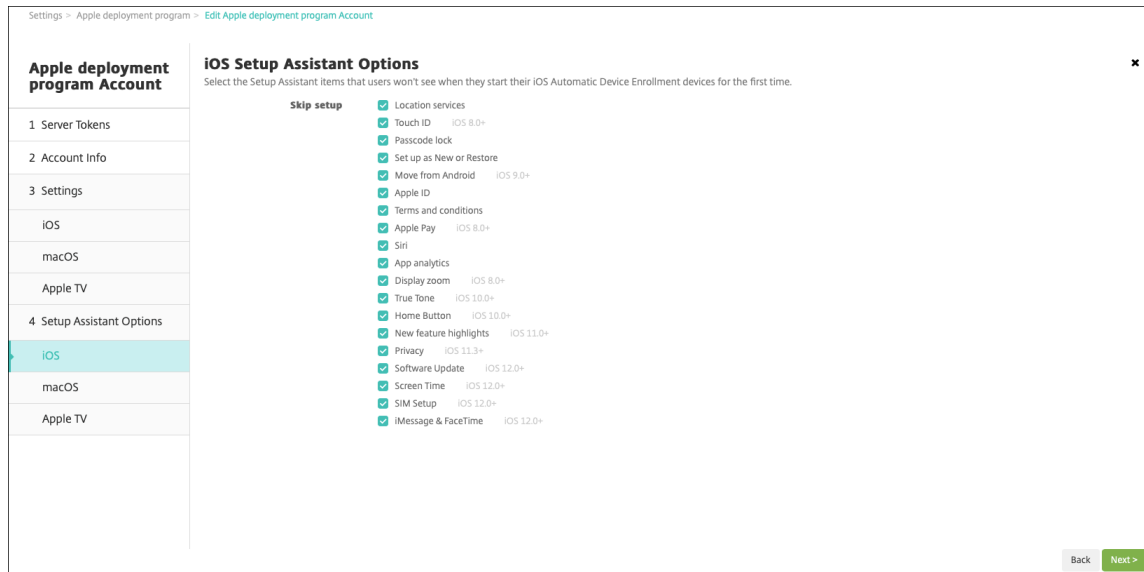 Settings > Apple deployment program > Edit Apple deployment program Account
Apple deployment
program Account
1 Server Tokens
2 Account Info
3 Settings
iOS
macOS
Apple TV
4 Setup Assistant Options
iOS
macOS
Apple TV
iOS Setup Assistant Options
Select the Setup Assistant items that users won't see when they start their iOS Automatic Device Enrollment devices for the first time.
Skip setup
Location services
Touch ID iOS 8.0+
Passcode lock
Set up as New or Restore
Move from Android iOS 9.0+
Apple ID
Terms and conditions
Apple Pay iOS 8.0+
Siri
App analytics
Display zoom iOS 8.0+
True Tone iOS 10.0+
Home Button iOS 10.0+
New feature highlights iOS 11.0+
Privacy iOS 11.3+
Software Update iOS 12.0+
Screen Time iOS 12.0+
SIM Setup iOS 12.0+
iMessage & FaceTime iOS 12.0+
Back Next >